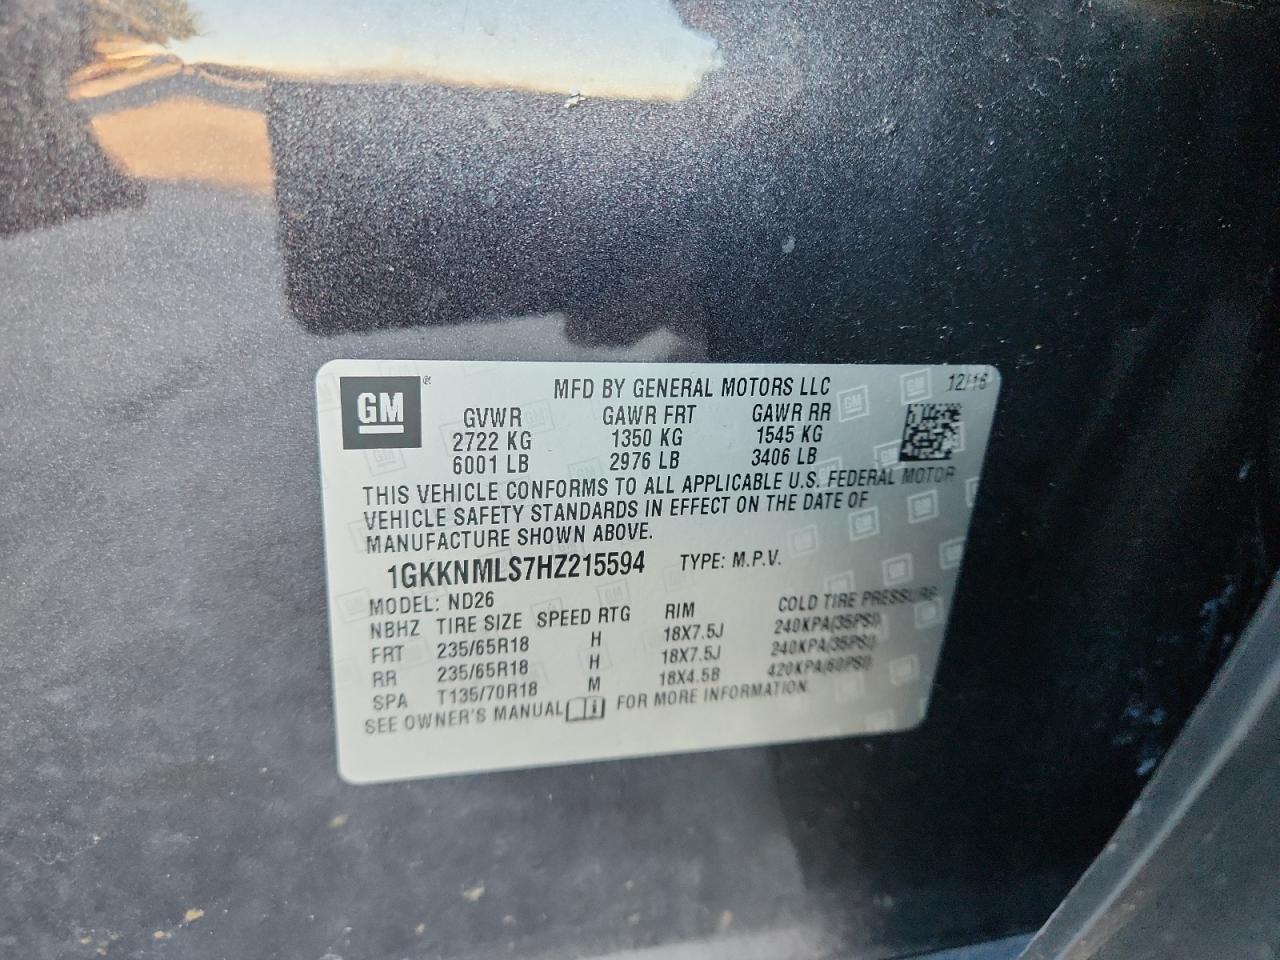 GM ® MFD BY GENERAL MOTORS LLC 12/16
GVWR GAWR FRT GAWR RR
2722 KG 1350 KG 1545 KG
6001 LB 2976 LB 3406 LB
THIS VEHICLE CONFORMS TO ALL APPLICABLE U.S. FEDERAL MOTOR
VEHICLE SAFETY STANDARDS IN EFFECT ON THE DATE OF
MANUFACTURE SHOWN ABOVE.
1GKKNMLS7HZ215594 TYPE: M.P.V.
MODEL: ND26
NBHZ TIRE SIZE SPEED RTG RIM COLD TIRE PRESSURE
FRT 235/65R18 H 18X7.5J 240KPA(35PSI)
RR 235/65R18 H 18X7.5J 240KPA(35PSI)
SPA T135/70R18 M 18X4.5B 420KPA(60PSI)
SEE OWNER'S MANUAL FOR MORE INFORMATION.